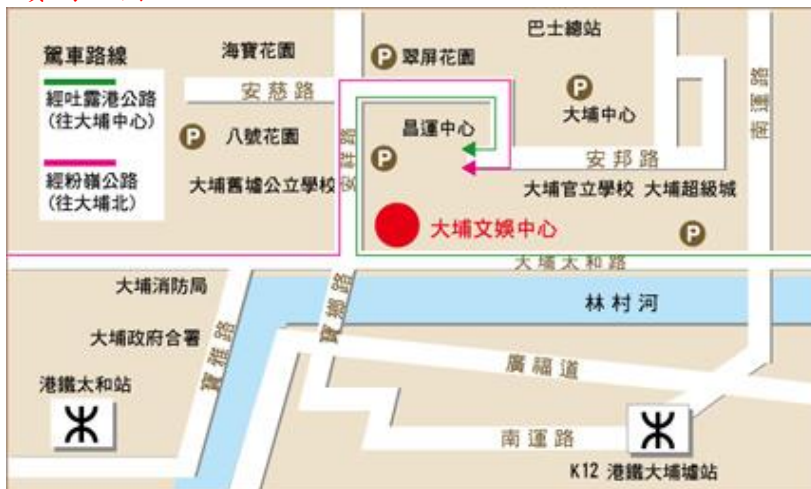 駕車路線
經吐露港公路
(往大埔中心)
經粉嶺公路
(往大埔北)
海寶花園
安慈路
P 翠屏花園
巴士總站
P
大埔中心
南運路
P 八號花園
安祥路
昌運中心
P
安邦路
大埔舊墟公立學校
大埔官立學校
大埔超級城
大埔文娛中心
P
大埔太和路
大埔消防局
寶鄉路
林村河
大埔政府合署
寶雅路
廣福道
港鐵太和站
南運路
K12 港鐵大埔墟站